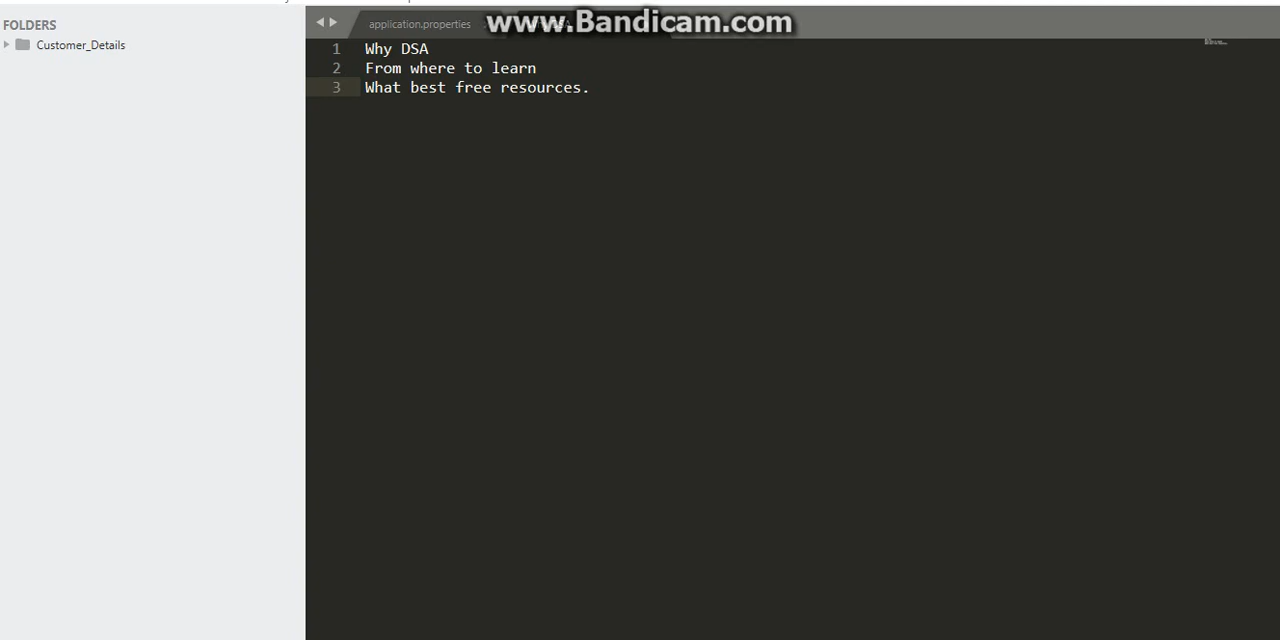 FOLDERS
Customer_Details
application.properties
www.Bandicam.com
1 Why DSA
2 From where to learn
3 What best free resources.